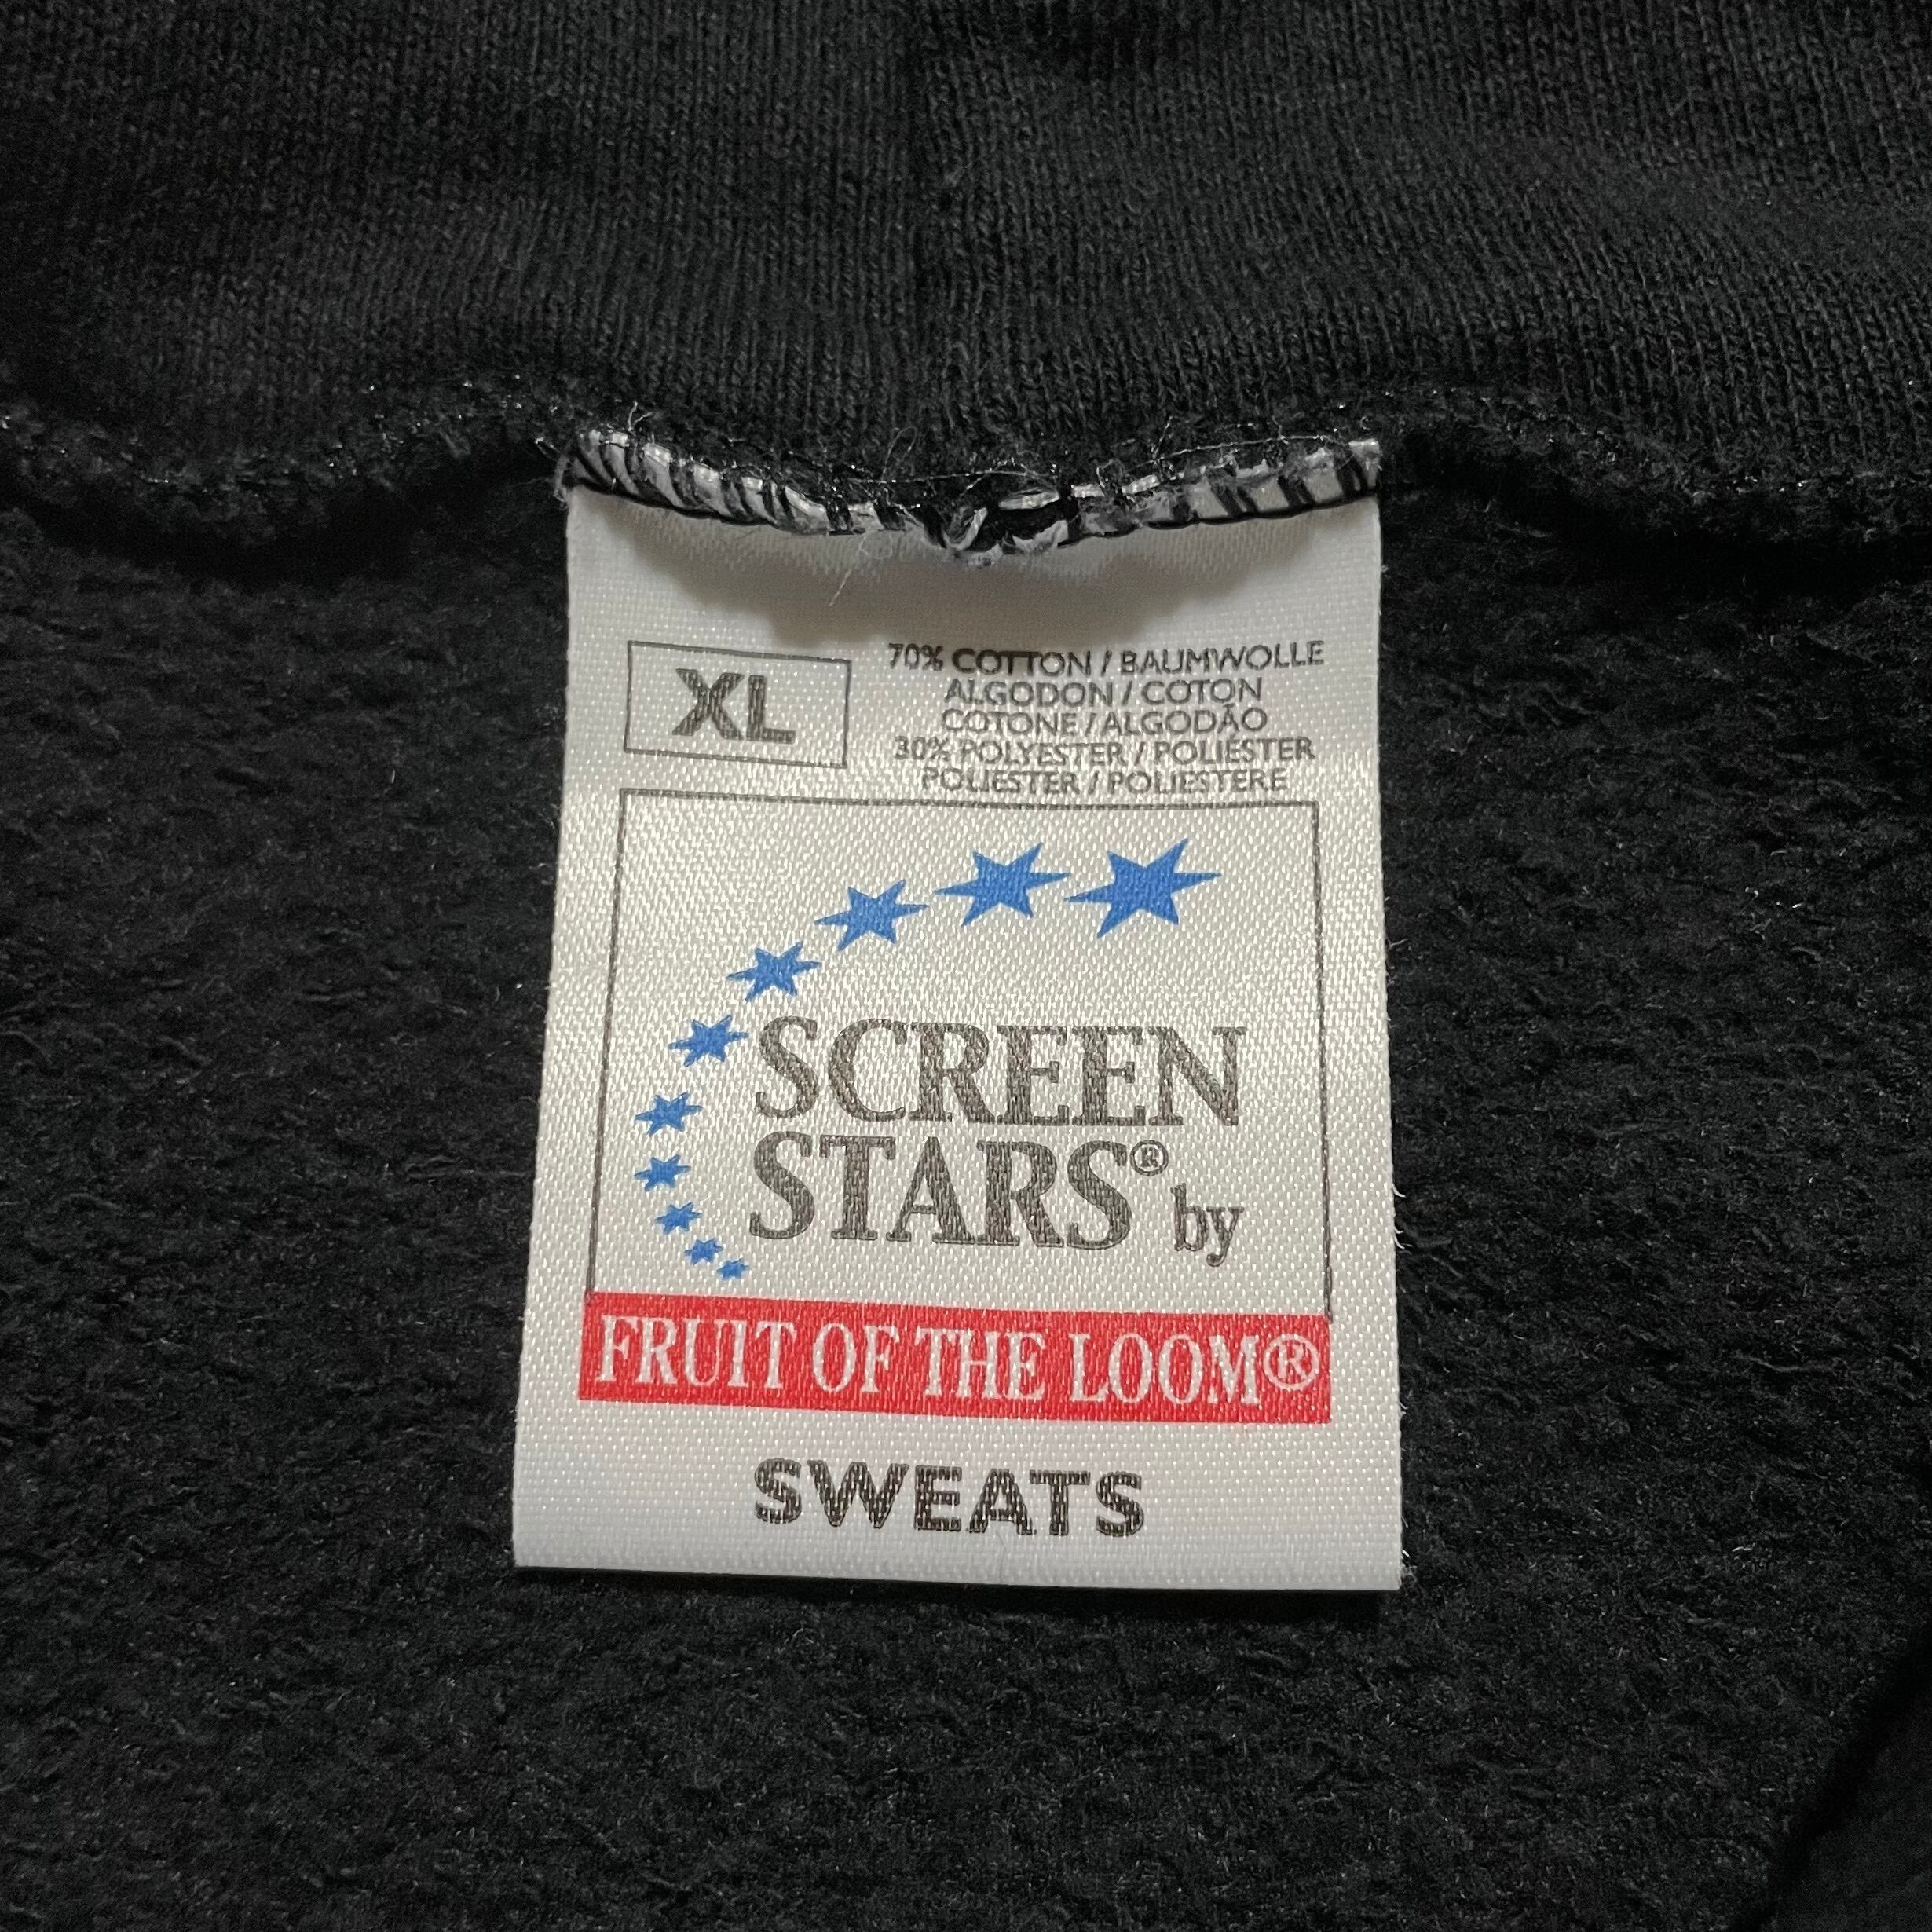 XL
70% COTTON / BAUMWOLLE
ALGODON / COTON
COTONE / ALGODÃO
30% POLYESTER / POLIÉSTER
POLIESTER / POLIESTERE
SCREEN
STARS® by
FRUIT OF THE LOOM®
SWEATS